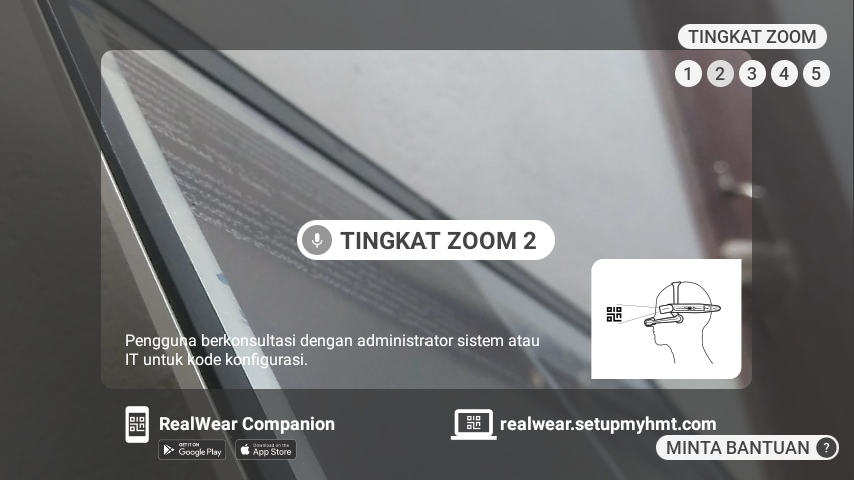 TINGKAT ZOOM
1 2 3 4 5
TINGKAT ZOOM 2
Pengguna berkonsultasi dengan administrator sistem atau
IT untuk kode konfigurasi.
RealWear Companion
GET IT ON
Google Play
Download on the
App Store
realwear.setupmyhmt.com
MINTA BANTUAN ?